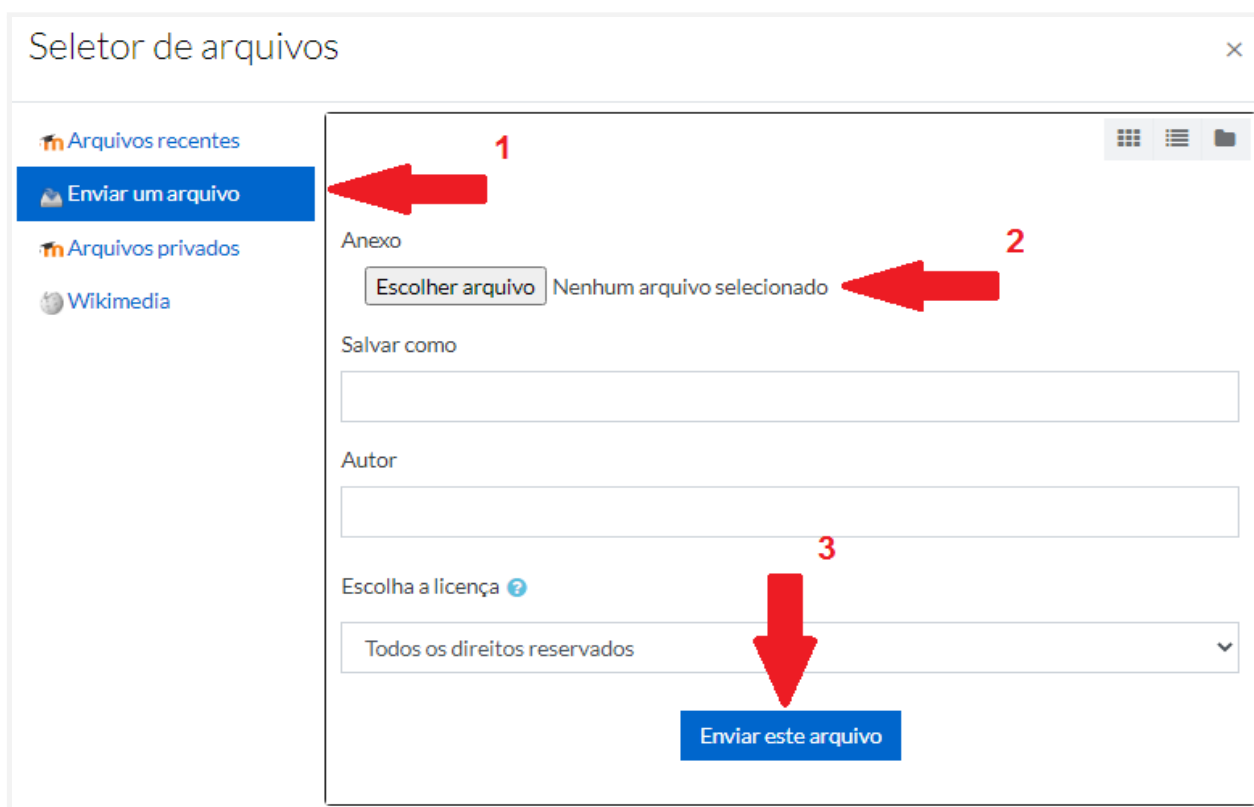 Seletor de arquivos
×
Arquivos recentes
Enviar um arquivo
Arquivos privados
Wikimedia
1
Anexo
2
Escolher arquivo Nenhum arquivo selecionado
Salvar como
Autor
3
Escolha a licença ?
Todos os direitos reservados
Enviar este arquivo